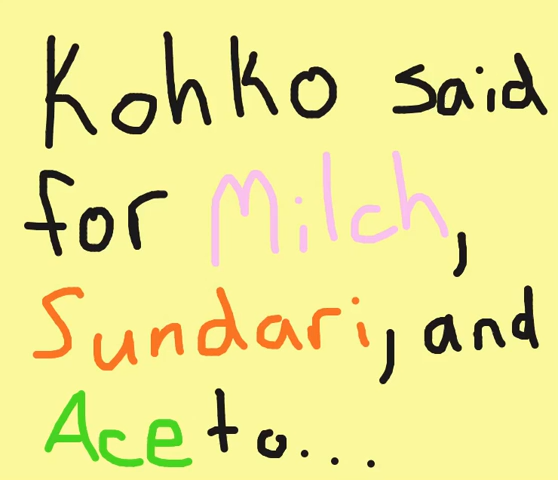 Kohko said
for Milch,
Sundari, and
Ace to...